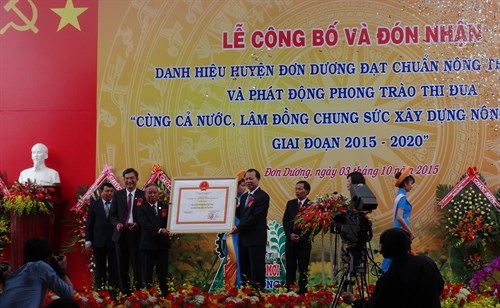 LỄ CÔNG BỐ VÀ ĐÓN NHẬN
DANH HIỆU HUYỆN ĐƠN DƯƠNG ĐẠT CHUẨN NÔNG TH
VÀ PHÁT ĐỘNG PHONG TRÀO THI ĐUA
"CÙNG CẢ NƯỚC, LÂM ĐỒNG CHUNG SỨC XÂY DỰNG NÔNG
GIAI ĐOẠN 2015 - 2020"
Đơn Dương, ngày 03 tháng 10 năm 2015